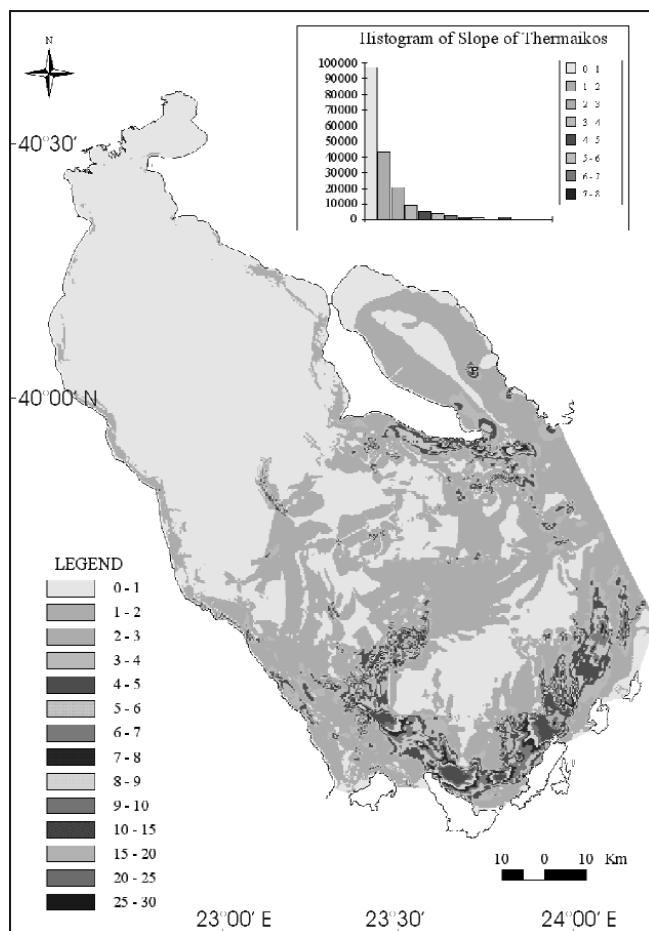 N
Histogram of Slope of Thermaikos
100000
90000
80000
70000
60000
50000
40000
30000
20000
10000
0
0 - 1
1 - 2
2 - 3
3 - 4
4 - 5
5 - 6
6 - 7
7 - 8
40°30'
40°00' N
LEGEND
0 - 1
1 - 2
2 - 3
3 - 4
4 - 5
5 - 6
6 - 7
7 - 8
8 - 9
9 - 10
10 - 15
15 - 20
20 - 25
25 - 30
10 0 10 Km
23°00' E
23°30'
24°00' E